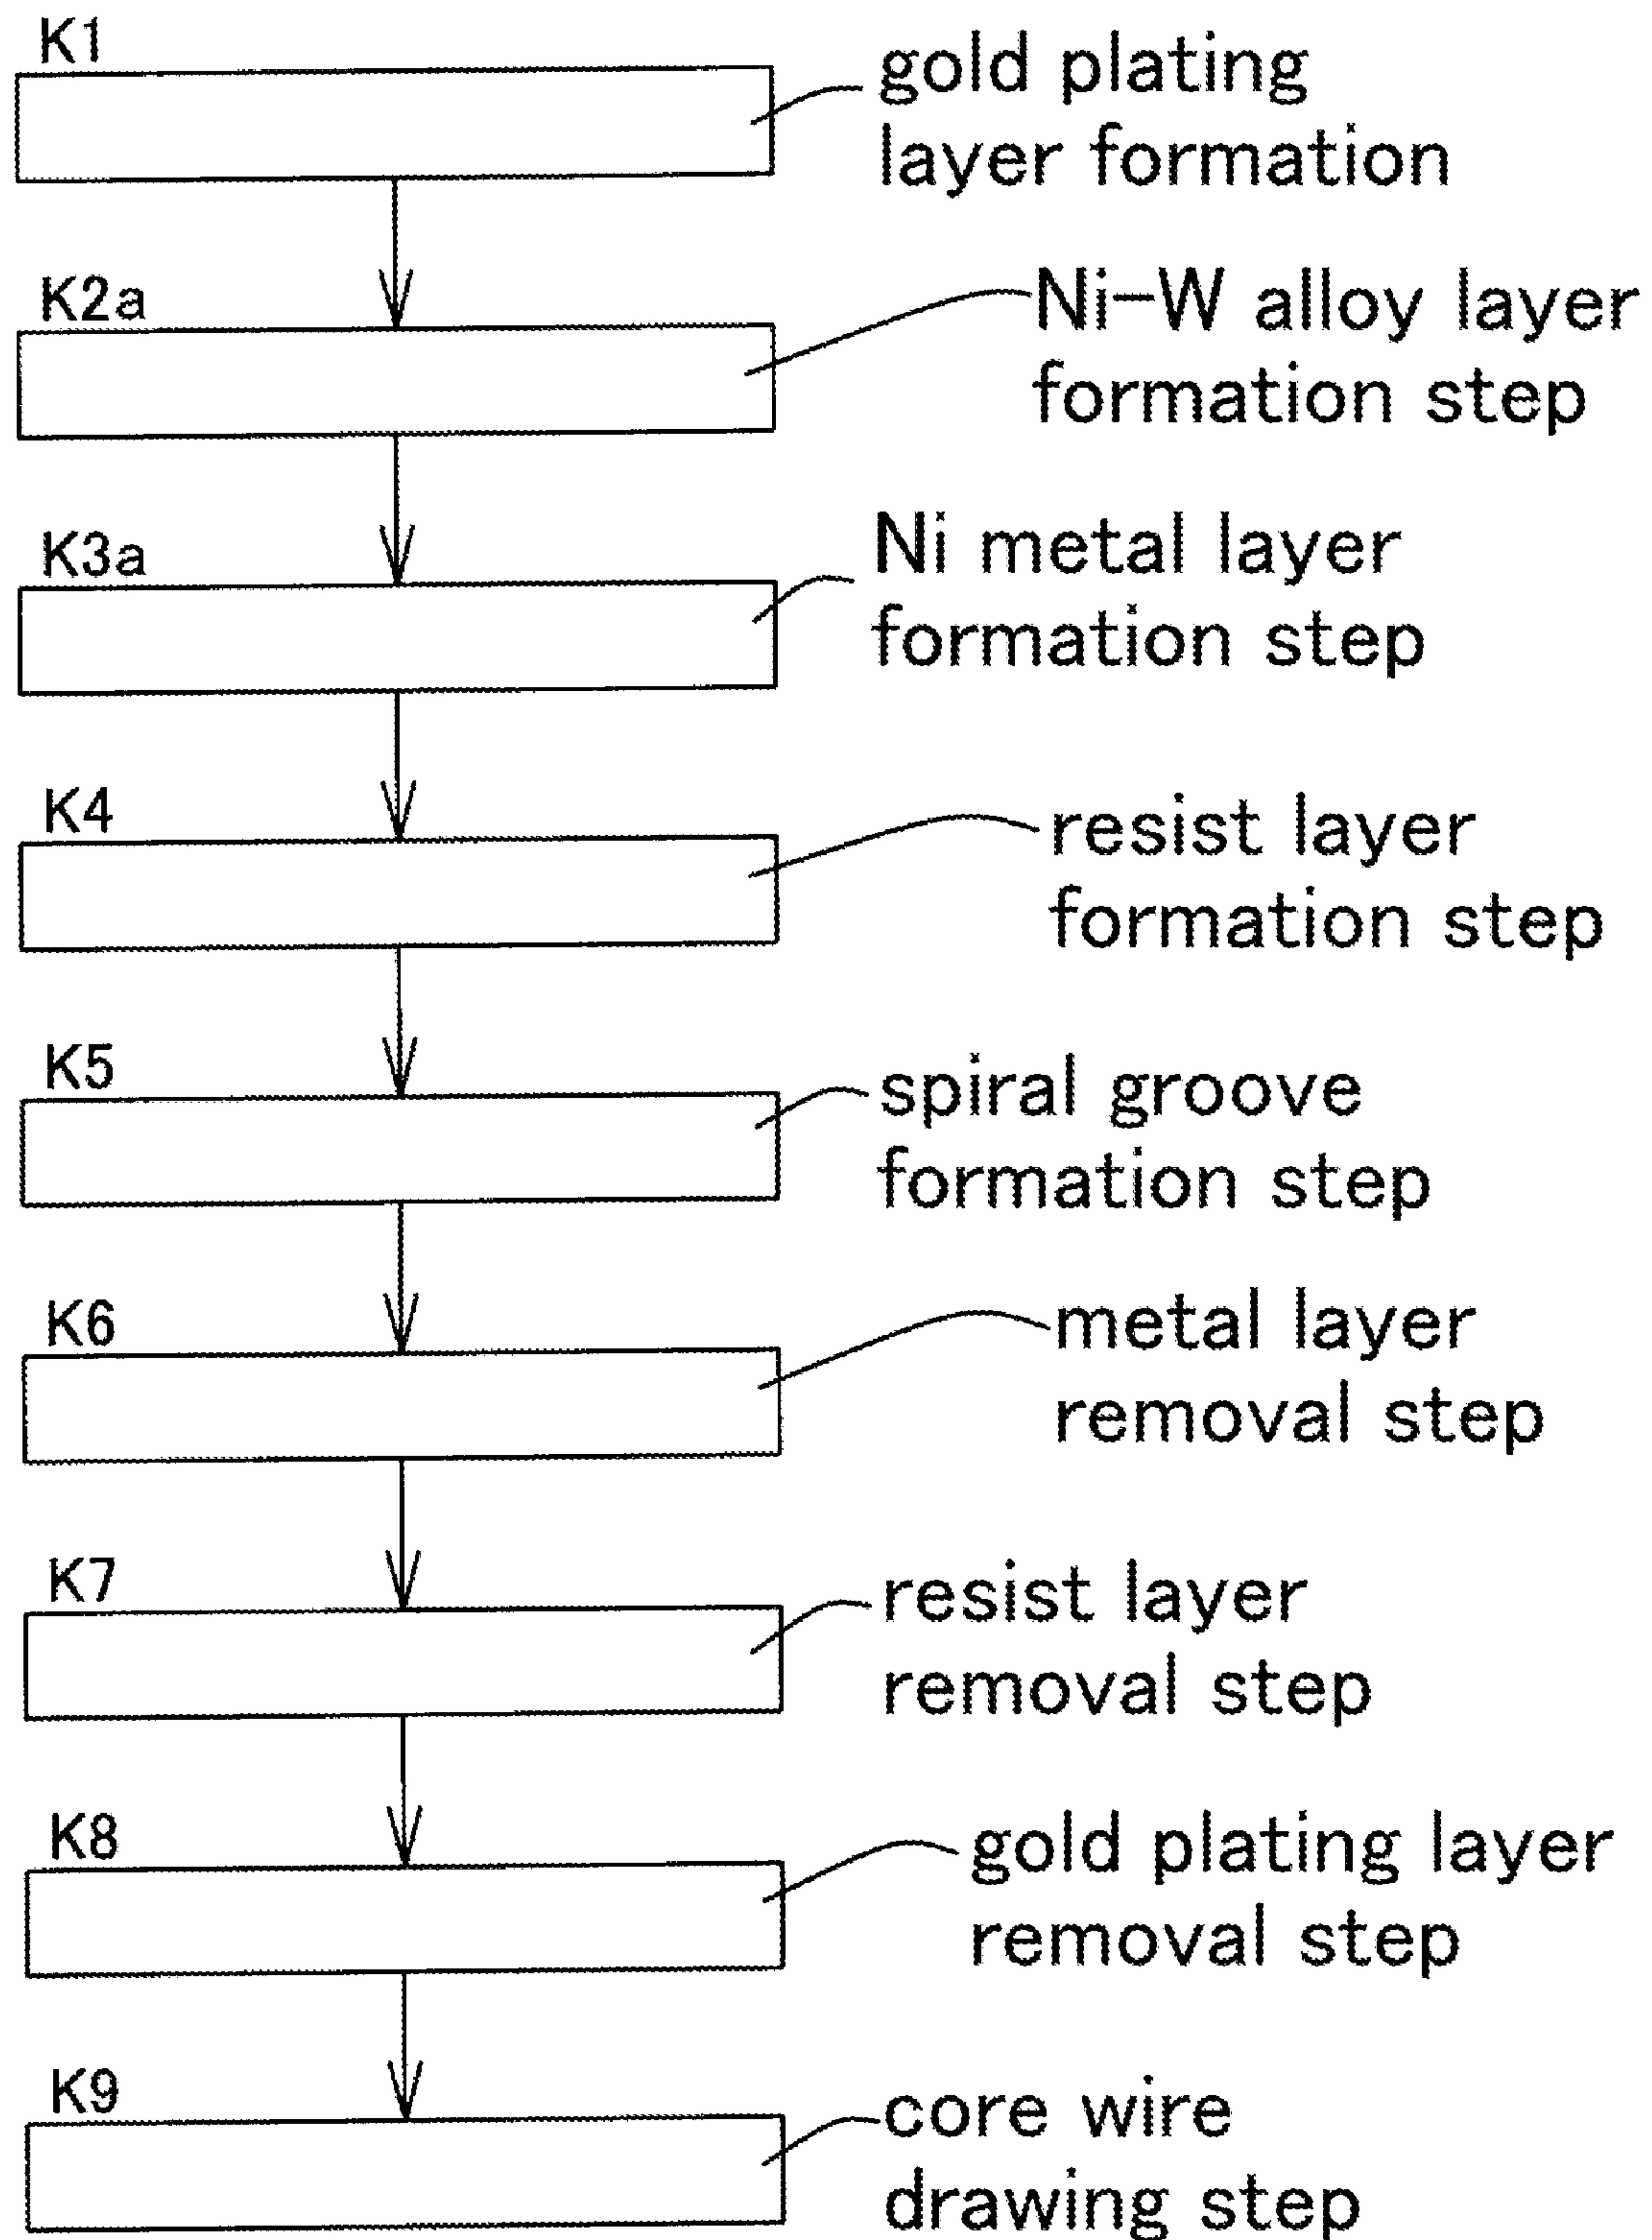 K1
gold plating
layer formation
K2a
Ni-W alloy layer
formation step
K3a
Ni metal layer
formation step
K4
resist layer
formation step
K5
spiral groove
formation step
K6
metal layer
removal step
K7
resist layer
removal step
K8
gold plating layer
removal step
K9
core wire
drawing step